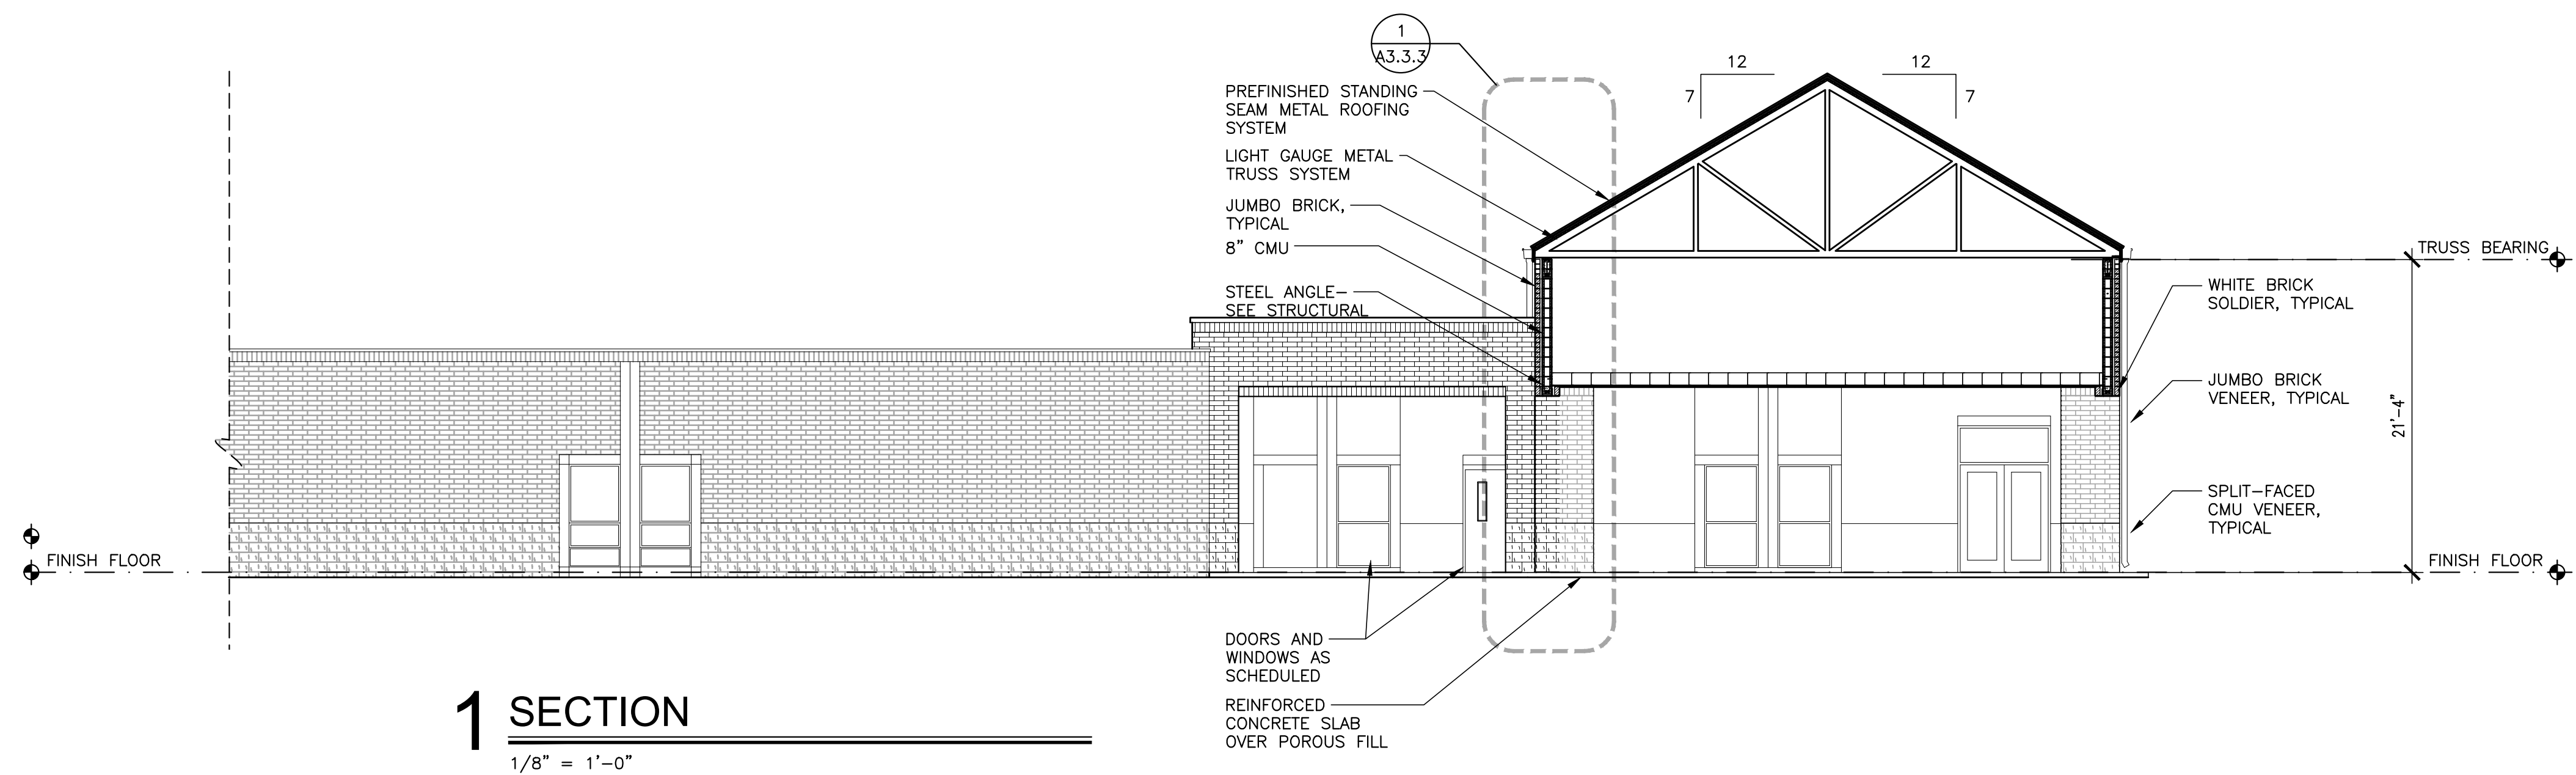 1
A3.3.3
12
7
12
7
PREFINISHED STANDING
SEAM METAL ROOFING
SYSTEM
LIGHT GAUGE METAL
TRUSS SYSTEM
JUMBO BRICK,
TYPICAL
8" CMU
STEEL ANGLE-
SEE STRUCTURAL
TRUSS BEARING
WHITE BRICK
SOLDIER, TYPICAL
JUMBO BRICK
VENEER, TYPICAL
21'-4"
SPLIT-FACED
CMU VENEER,
TYPICAL
FINISH FLOOR
FINISH FLOOR
DOORS AND
WINDOWS AS
SCHEDULED
REINFORCED
CONCRETE SLAB
OVER POROUS FILL
1 SECTION
1/8" = 1'-0"